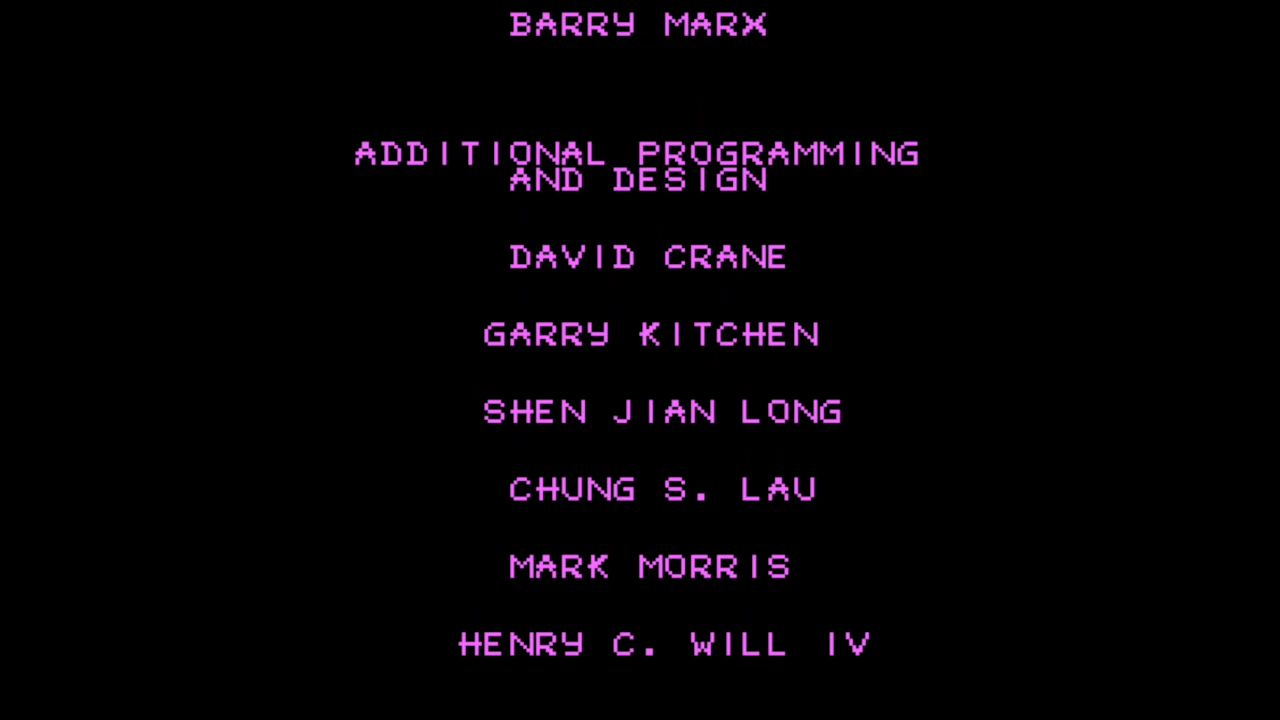 BARRY MARX
ADDITIONAL PROGRAMMING
AND DESIGN
DAVID CRANE
GARRY KITCHEN
SHEN JIAN LONG
CHUNG S. LAU
MARK MORRIS
HENRY C. WILL IV